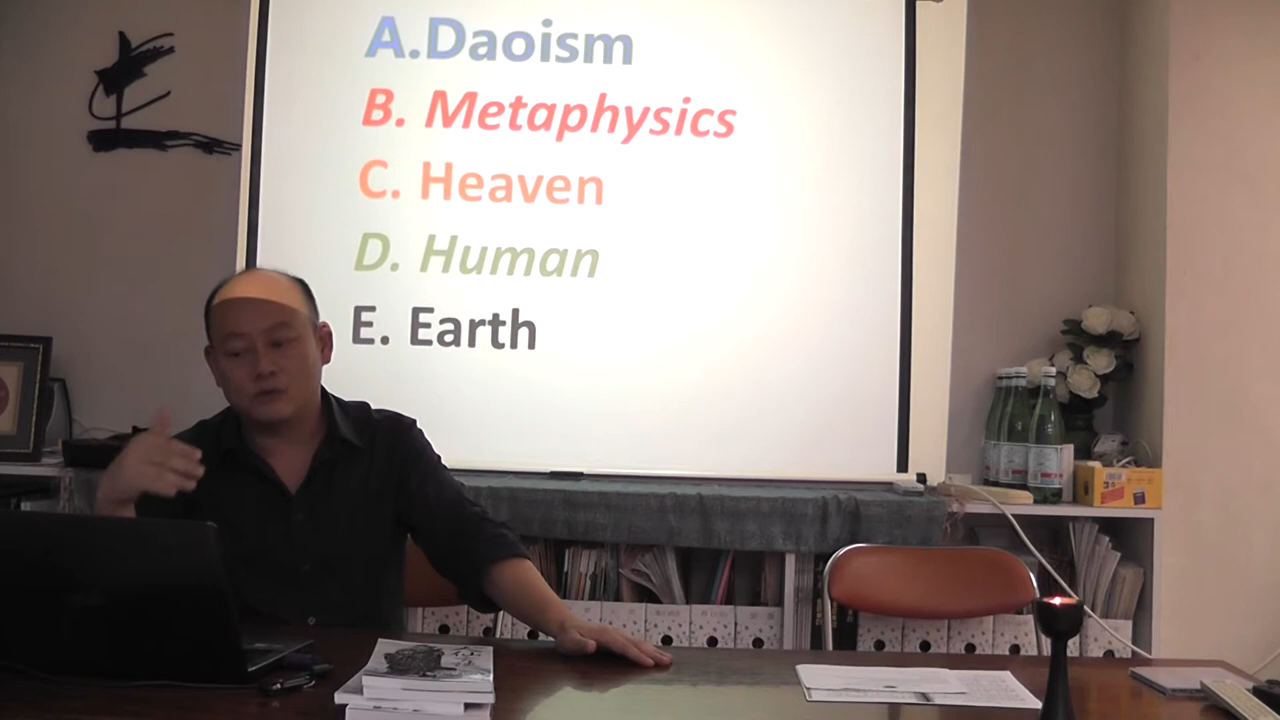 A.Daoism
B. Metaphysics
C. Heaven
D. Human
E. Earth